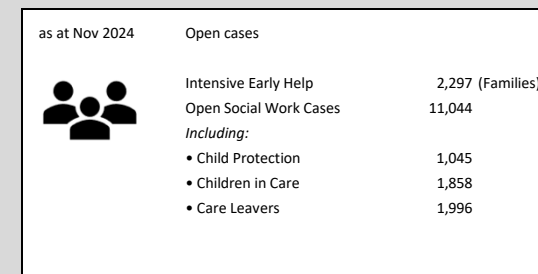 as at Nov 2024 Open cases
Intensive Early Help 2,297 (Families)
Open Social Work Cases 11,044
Including:
• Child Protection 1,045
• Children in Care 1,858
• Care Leavers 1,996